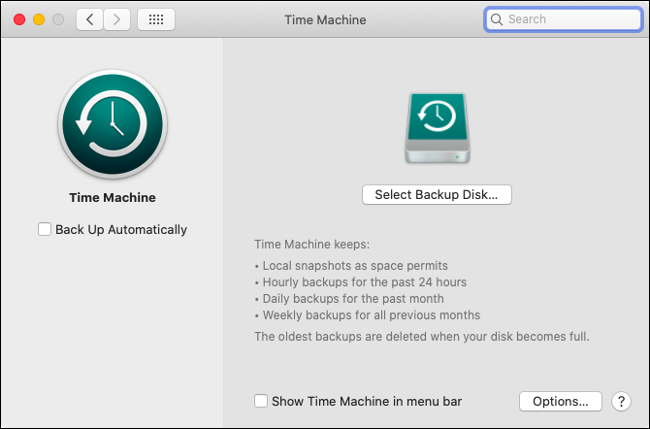 Time Machine
Search
Time Machine
Back Up Automatically
Select Backup Disk...
Time Machine keeps:
• Local snapshots as space permits
• Hourly backups for the past 24 hours
• Daily backups for the past month
• Weekly backups for all previous months
The oldest backups are deleted when your disk becomes full.
Show Time Machine in menu bar
Options...
?